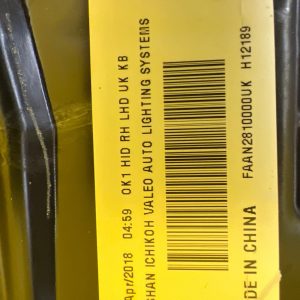 Apr/2018 04:59 OK1 HID RH LHD UK KB
SHAN ICHIKOH VALEO AUTO LIGHTING SYSTEMS
FAAN2810000UK H12189
DE IN CHINA